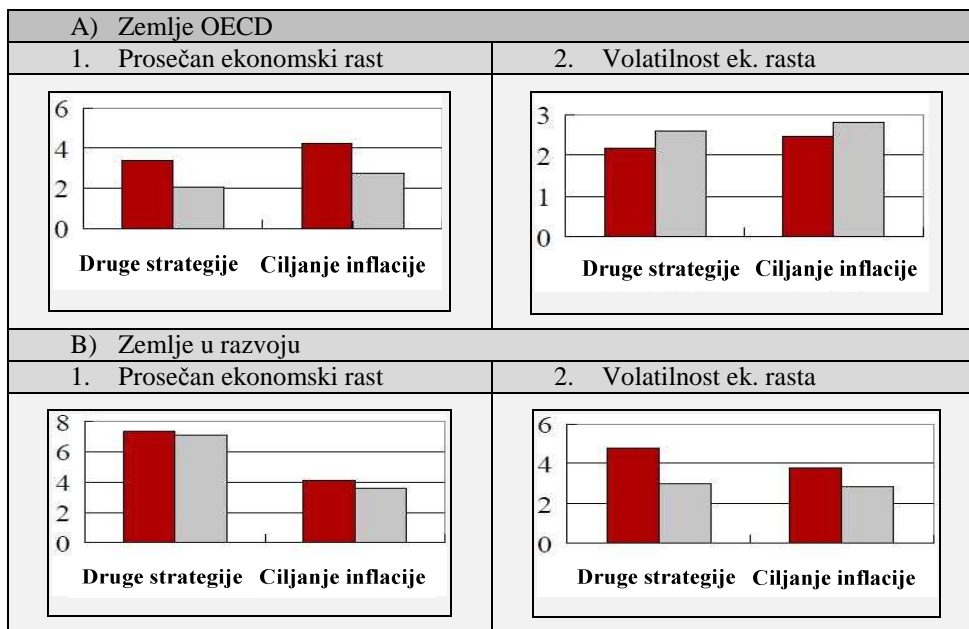 A) Zemlje OECD
1. Prosečan ekonomski rast
2. Volatilnost ek. rasta
6
4
2
0
Druge strategije Ciljanje inflacije
3
2
1
0
Druge strategije Ciljanje inflacije
B) Zemlje u razvoju
1. Prosečan ekonomski rast
2. Volatilnost ek. rasta
8
6
4
2
0
Druge strategije Ciljanje inflacije
6
4
2
0
Druge strategije Ciljanje inflacije